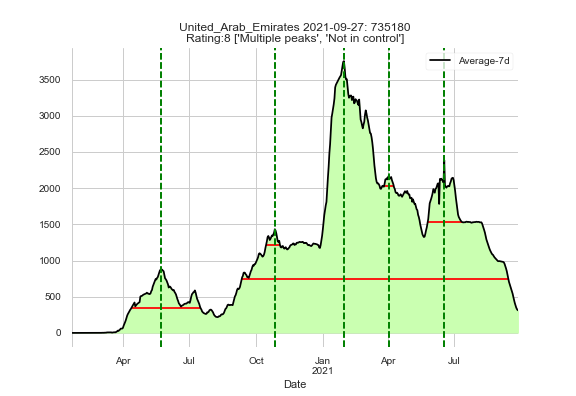 United_Arab_Emirates 2021-09-27: 735180
Rating:8 ['Multiple peaks', 'Not in control']
Average-7d
3500
3000
2500
2000
1500
1000
500
0
Apr
Jul
Oct
Jan
2021
Apr
Jul
Date